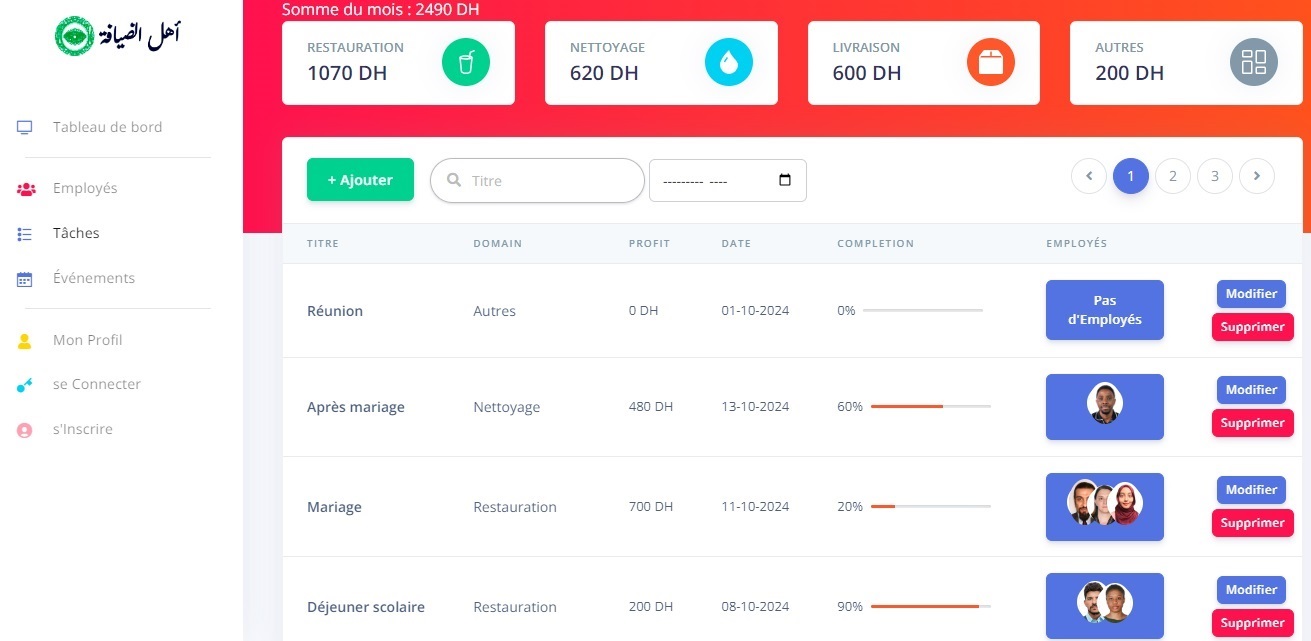 أهل الضيافة
Tableau de bord
Employés
Tâches
Événements
Mon Profil
se Connecter
s'Inscrire
Somme du mois : 2490 DH
RESTAURATION
1070 DH
NETTOYAGE
620 DH
LIVRAISON
600 DH
AUTRES
200 DH
+ Ajouter
Titre
--------- ----
1 2 3
TITRE DOMAIN PROFIT DATE COMPLETION EMPLOYÉS
Réunion Autres 0 DH 01-10-2024 0% Pas
d'Employés
Modifier
Supprimer
Après mariage Nettoyage 480 DH 13-10-2024 60%
Modifier
Supprimer
Mariage Restauration 700 DH 11-10-2024 20%
Modifier
Supprimer
Déjeuner scolaire Restauration 200 DH 08-10-2024 90%
Modifier
Supprimer